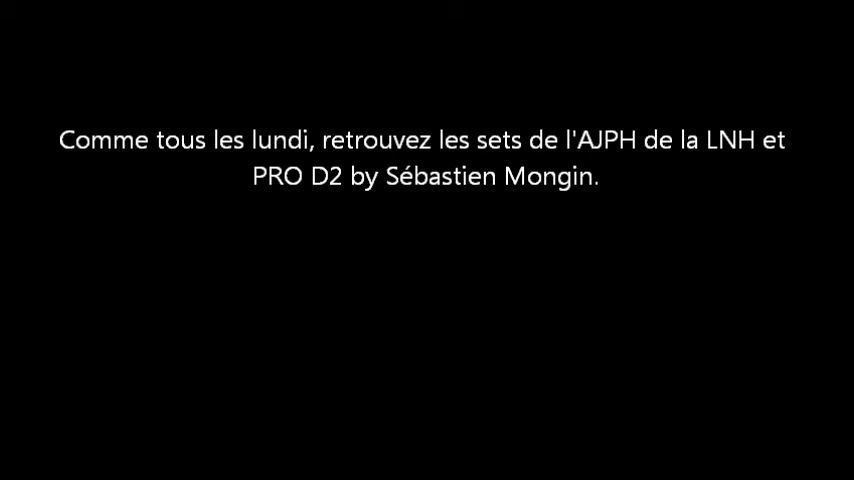 Comme tous les lundi, retrouvez les sets de l'AJPH de la LNH et
PRO D2 by Sébastien Mongin.